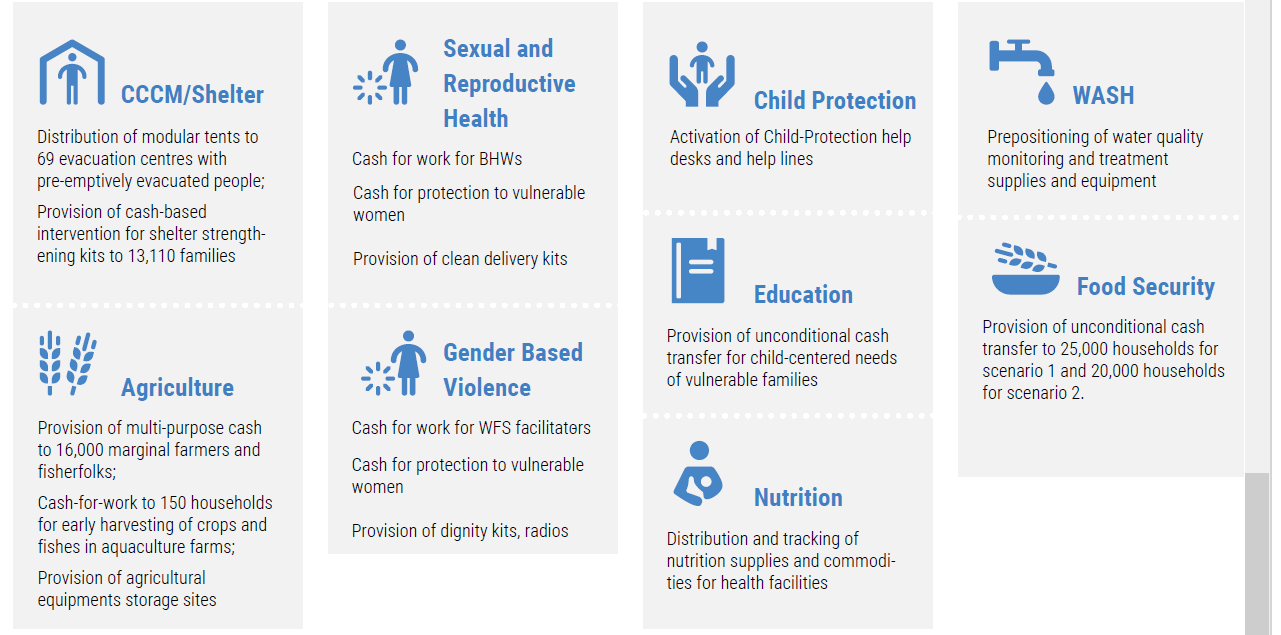 CCCM/Shelter
Distribution of modular tents to
69 evacuation centres with
pre-emptively evacuated people;
Provision of cash-based
intervention for shelter strength-
ening kits to 13,110 families
Agriculture
Provision of multi-purpose cash
to 16,000 marginal farmers and
fisherfolks;
Cash-for-work to 150 households
for early harvesting of crops and
fishes in aquaculture farms;
Provision of agricultural
equipments storage sites
Sexual and
Reproductive
Health
Cash for work for BHWs
Cash for protection to vulnerable
women
Provision of clean delivery kits
Gender Based
Violence
Cash for work for WFS facilitators
Cash for protection to vulnerable
women
Provision of dignity kits, radios
Child Protection
Activation of Child-Protection help
desks and help lines
Education
Provision of unconditional cash
transfer for child-centered needs
of vulnerable families
Nutrition
Distribution and tracking of
nutrition supplies and commodi-
ties for health facilities
WASH
Prepositioning of water quality
monitoring and treatment
supplies and equipment
Food Security
Provision of unconditional cash
transfer to 25,000 households for
scenario 1 and 20,000 households
for scenario 2.